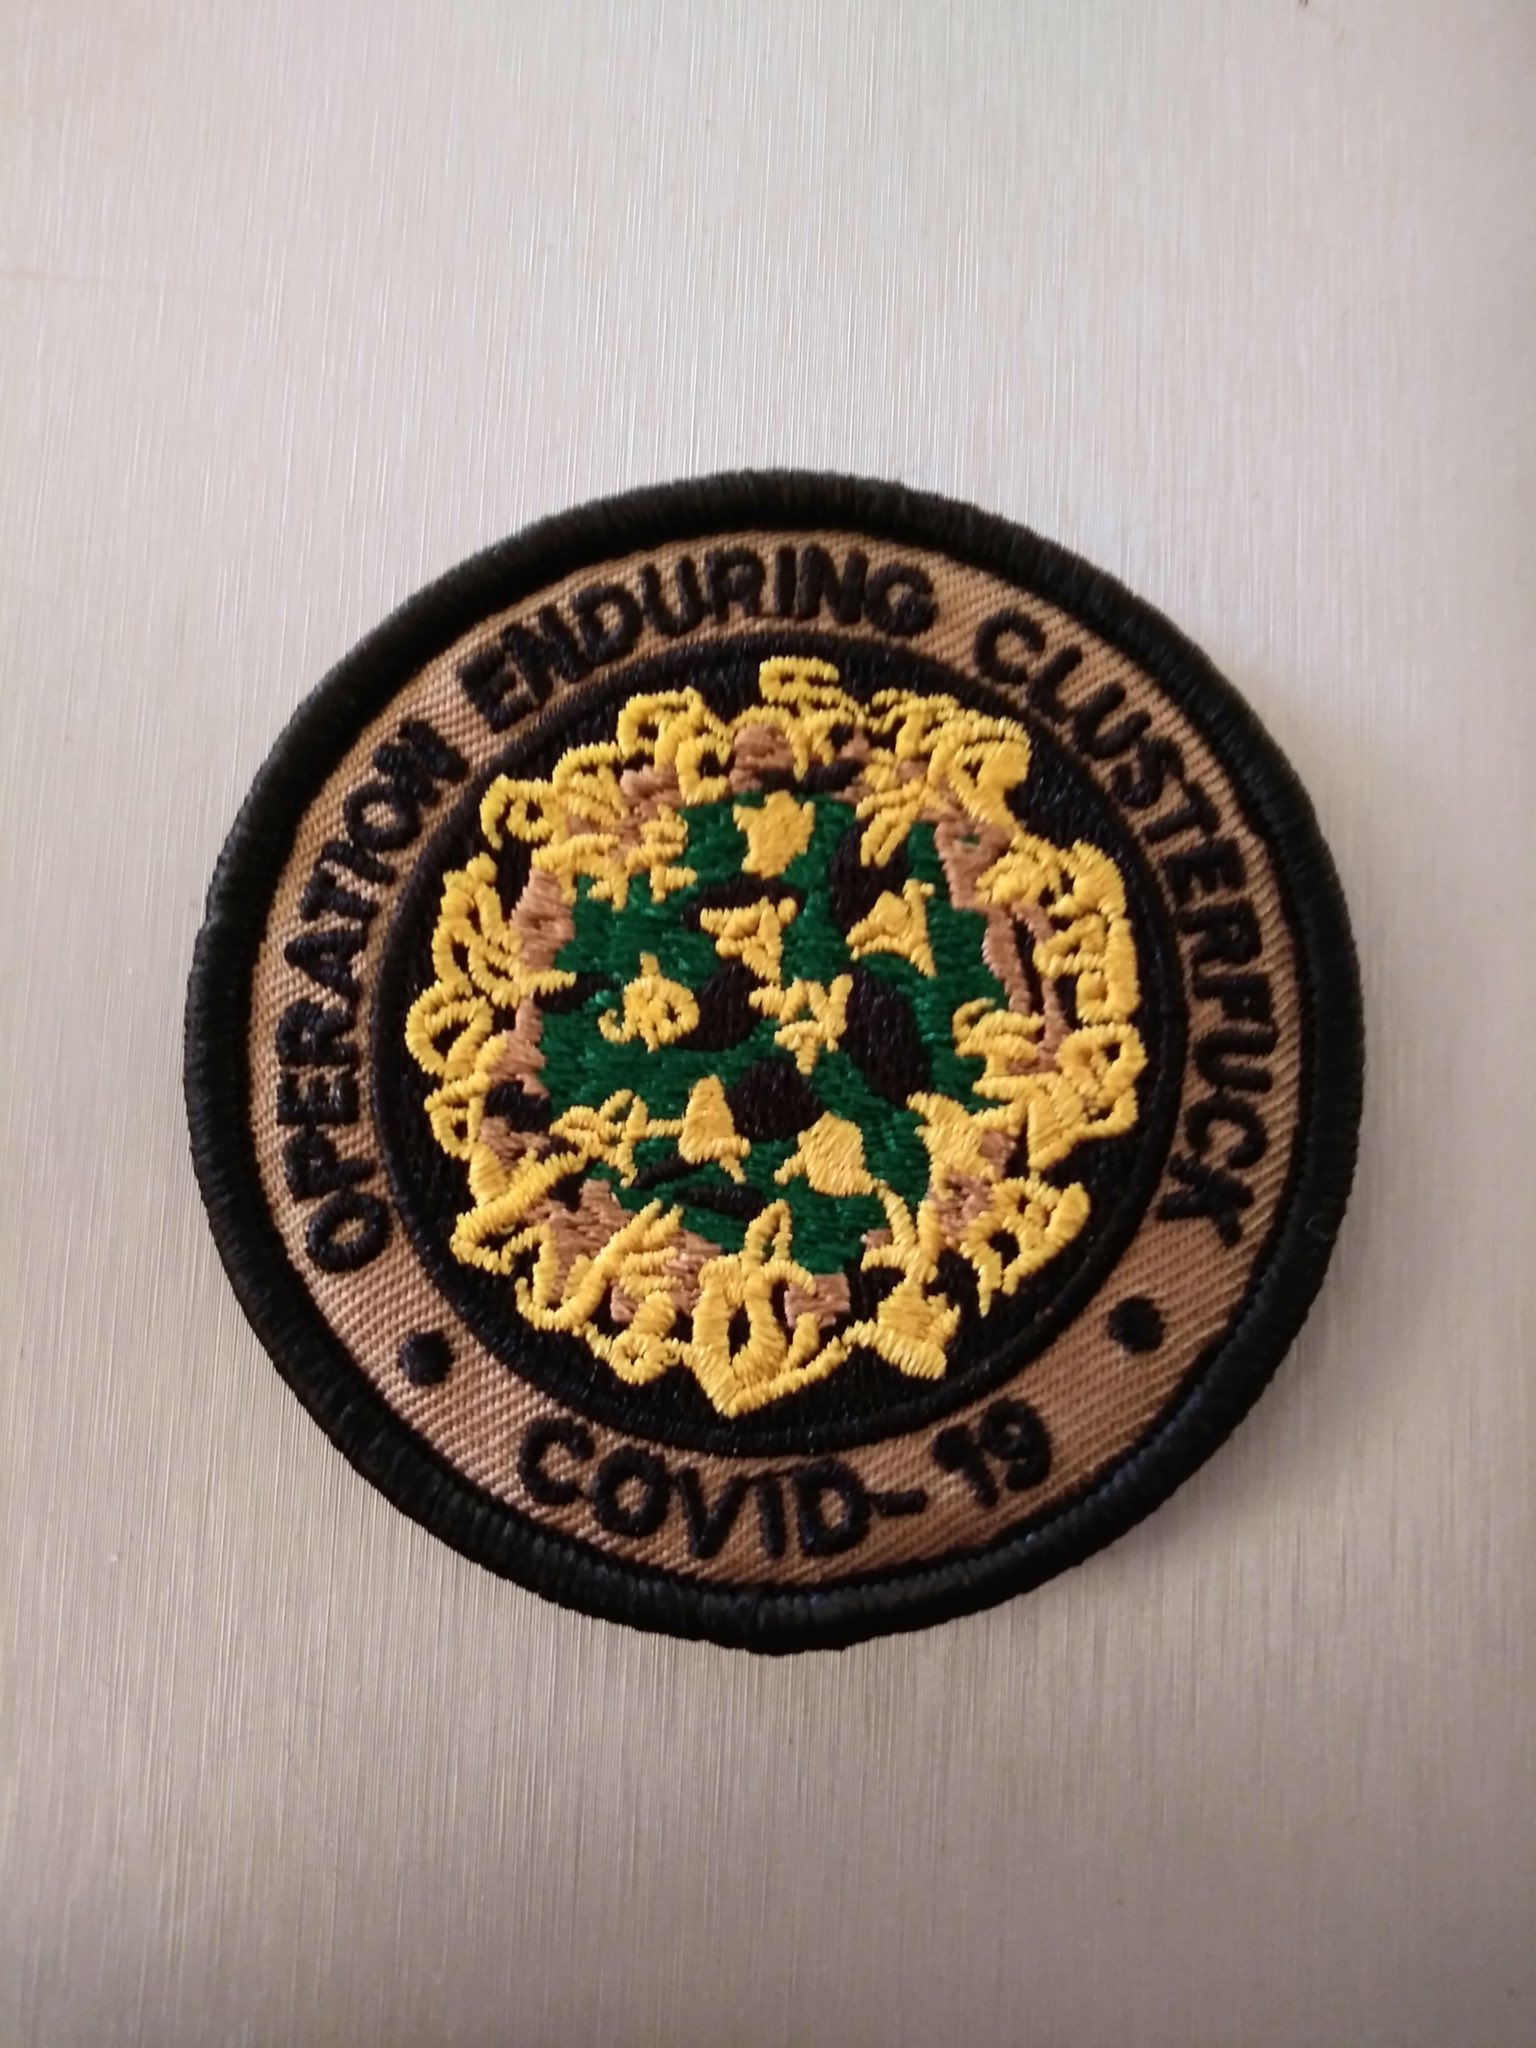 OPERATION ENDURING CLUSTERFUCK
COVID-19